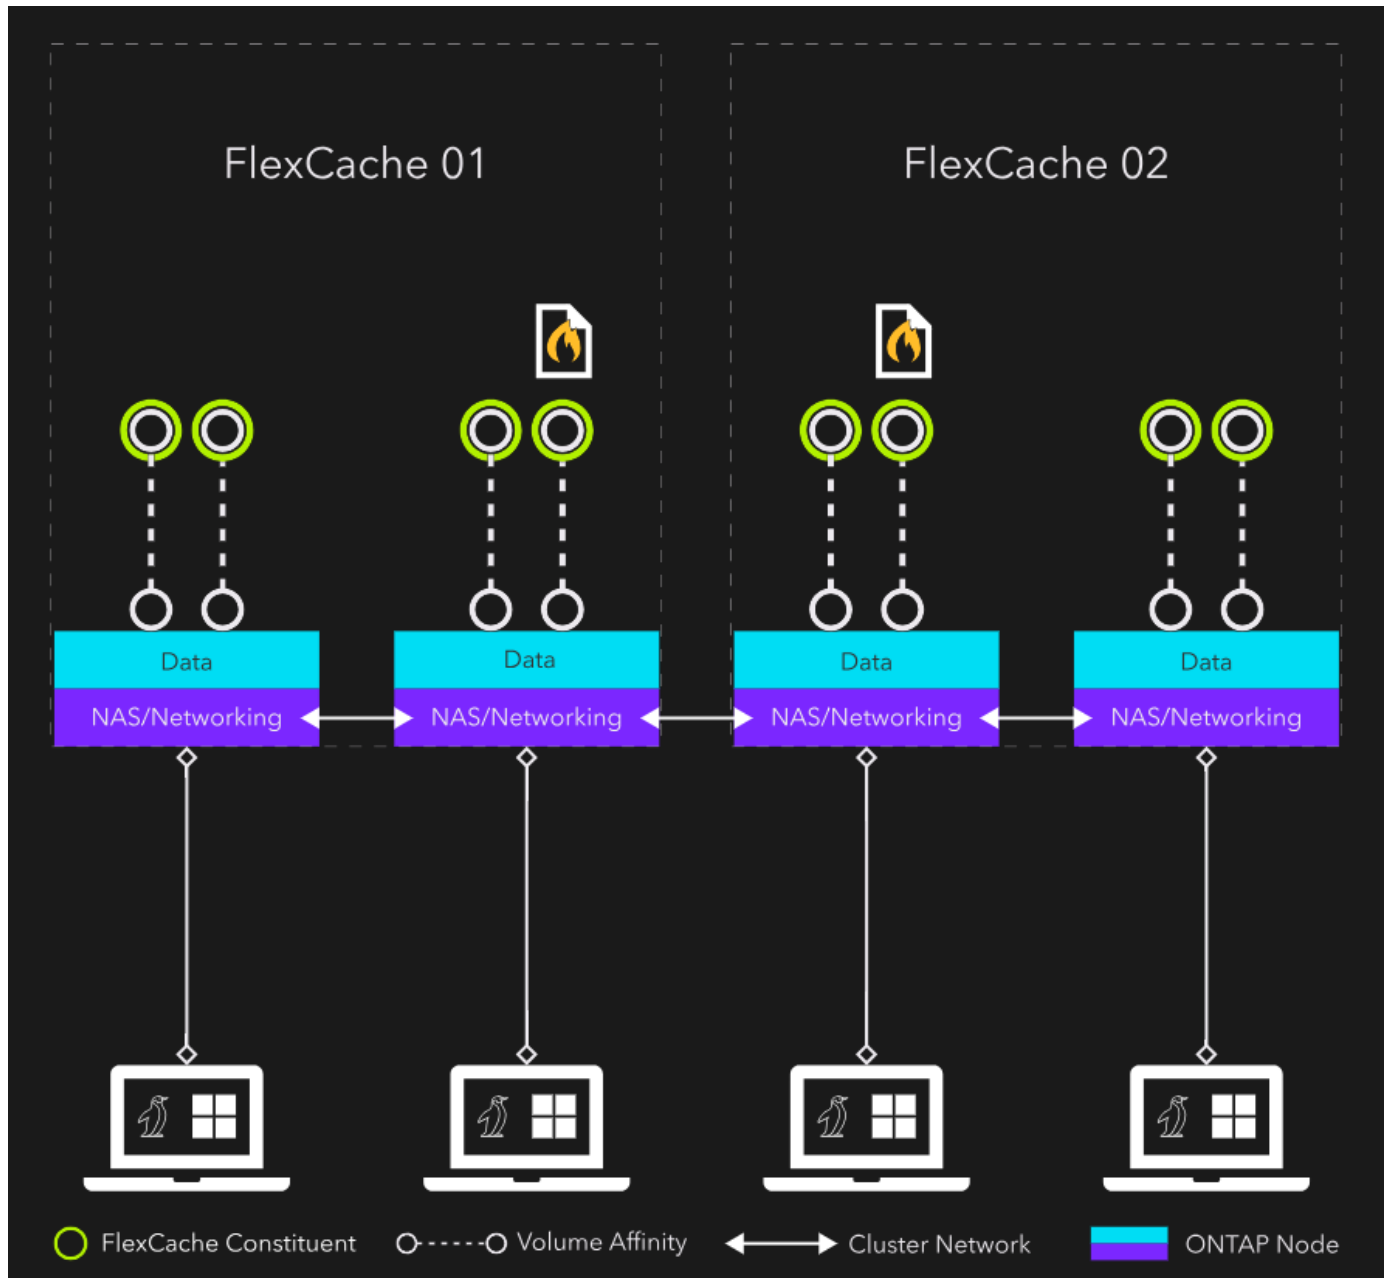 FlexCache 01
FlexCache 02
Data
Data
Data
Data
NAS/Networking
NAS/Networking
NAS/Networking
NAS/Networking
FlexCache Constituent
Volume Affinity
Cluster Network
ONTAP Node